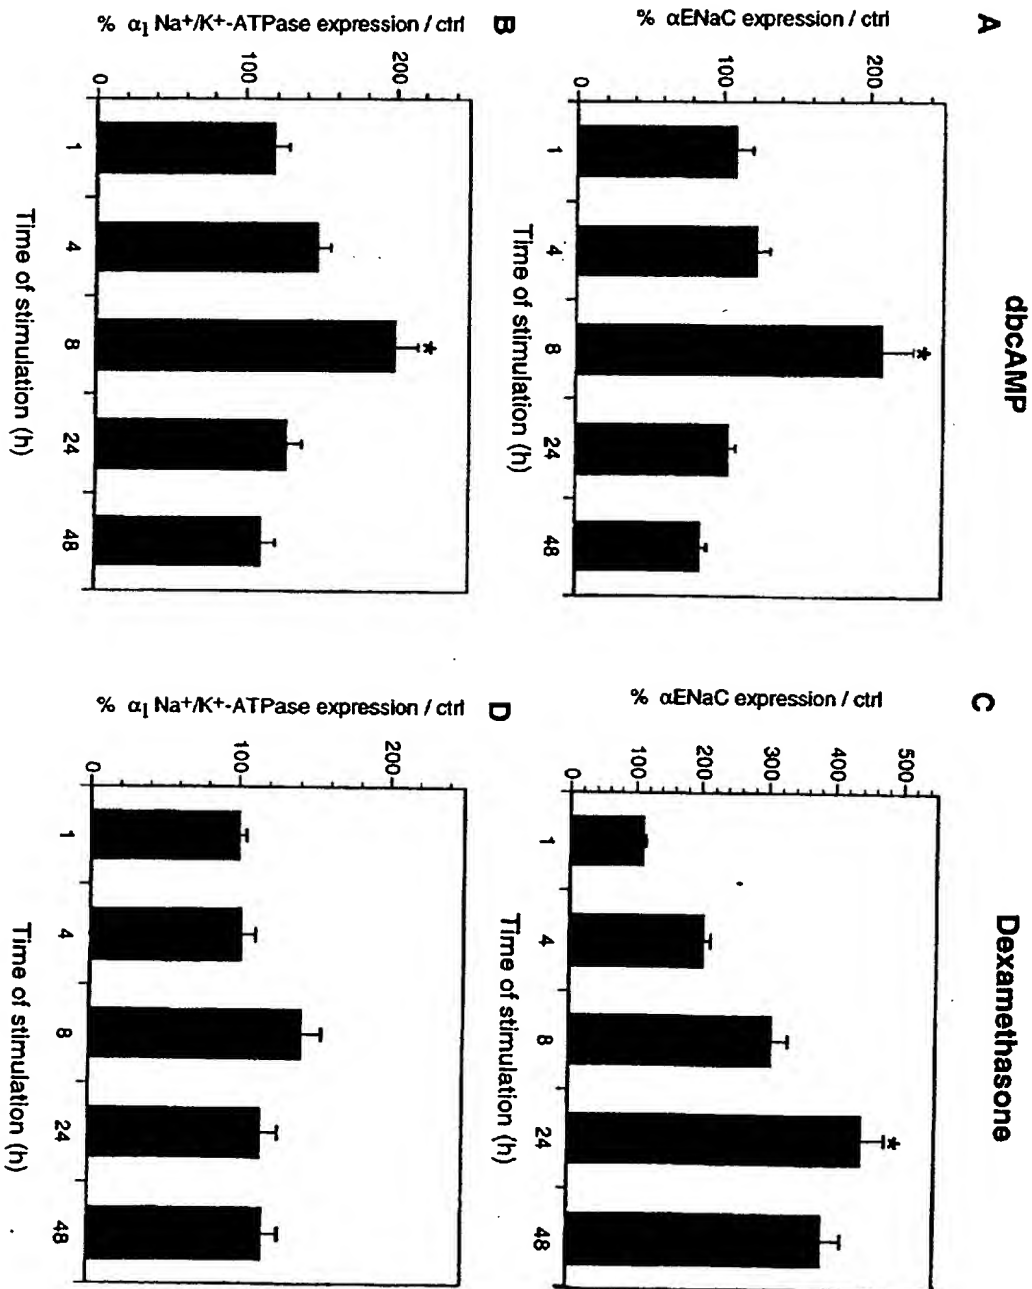 dbcAMP
A
% αENaC expression / ctrl
200
100
0
1 4 8 24 48
*
Time of stimulation (h)
B
% α1 Na+/K+-ATPase expression / ctrl
200
100
0
1 4 8 24 48
*
Time of stimulation (h)
Dexamethasone
C
% αENaC expression / ctrl
500
400
300
200
100
0
1 4 8 24 48
*
Time of stimulation (h)
D
% α1 Na+/K+-ATPase expression / ctrl
200
100
0
1 4 8 24 48
Time of stimulation (h)